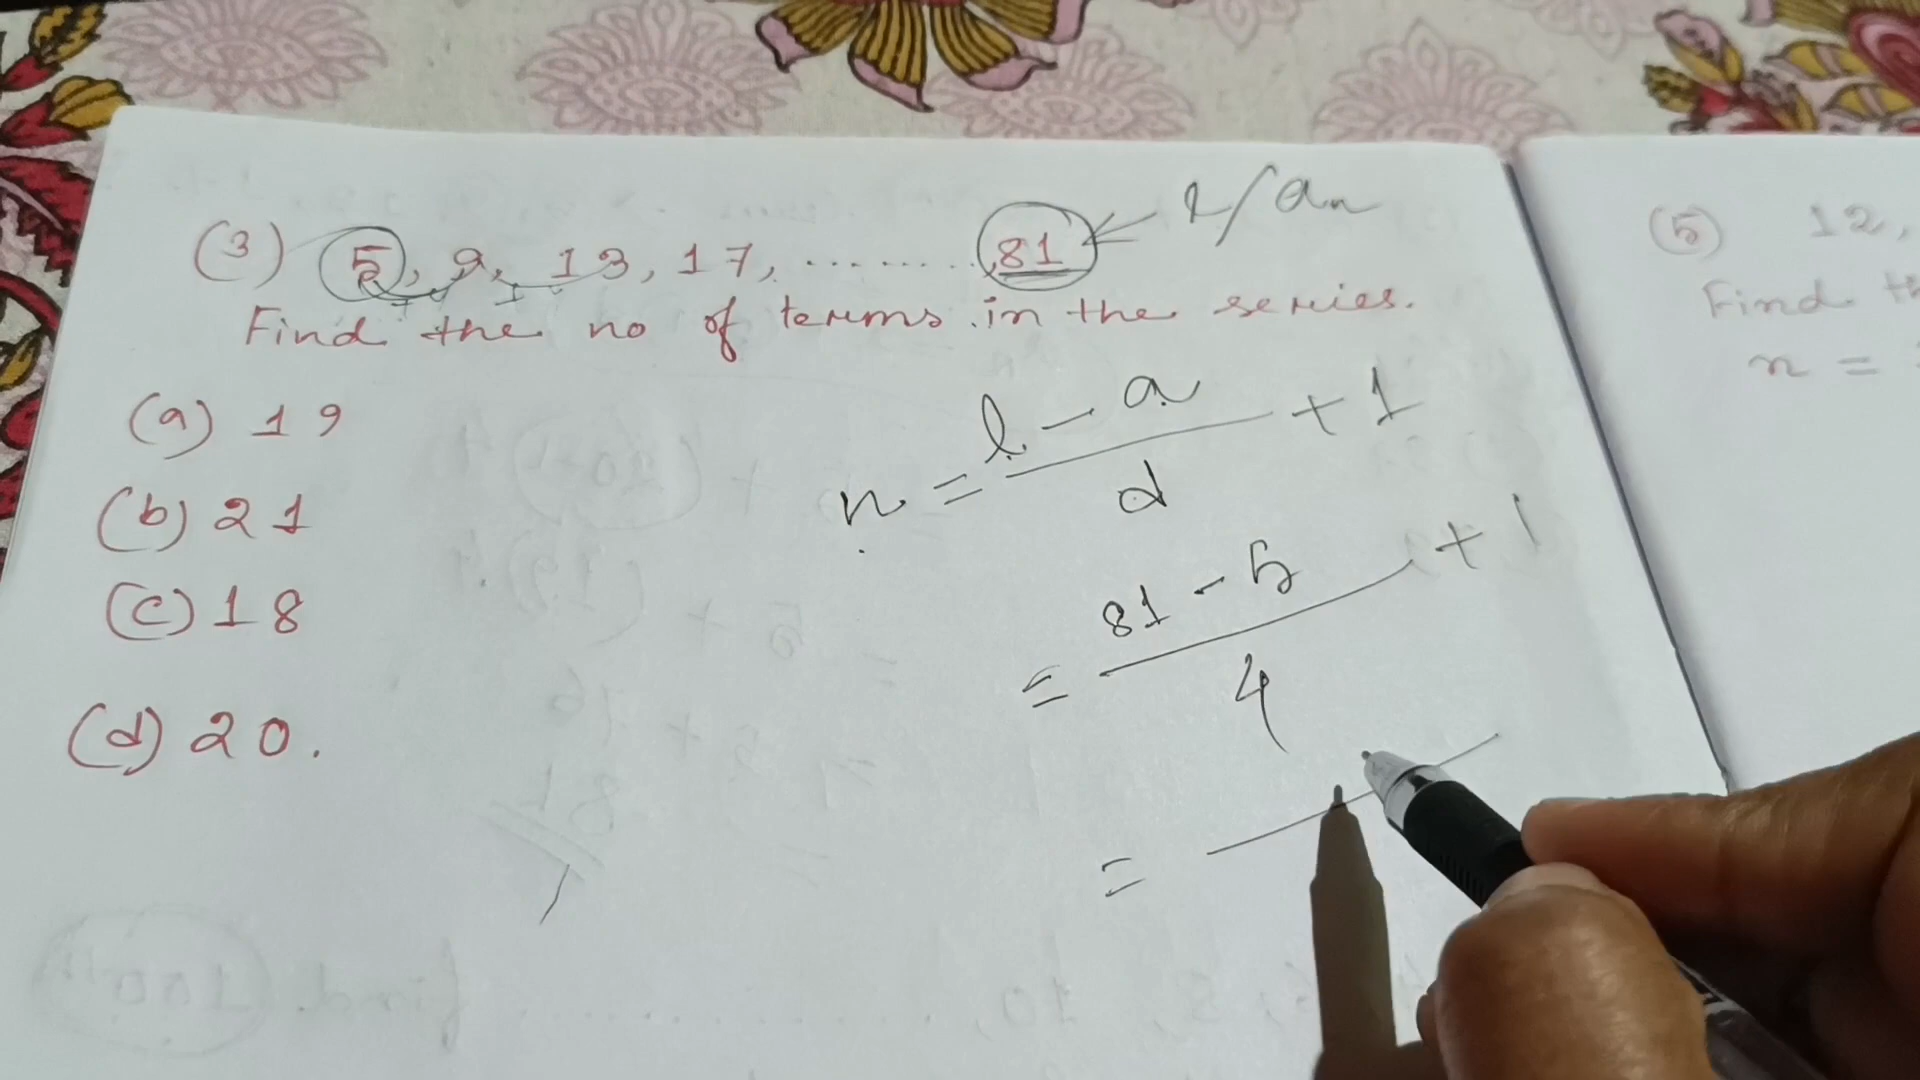 (3) 5, 9, 13, 17, ........, 81 ← l/an
Find the no of terms in the series.
(a) 19
(b) 21
(c) 18
(d) 20.
n = l - a / d + 1
= 81 - 5 / 4 + 1
=
(5) 12,
Find th
n =